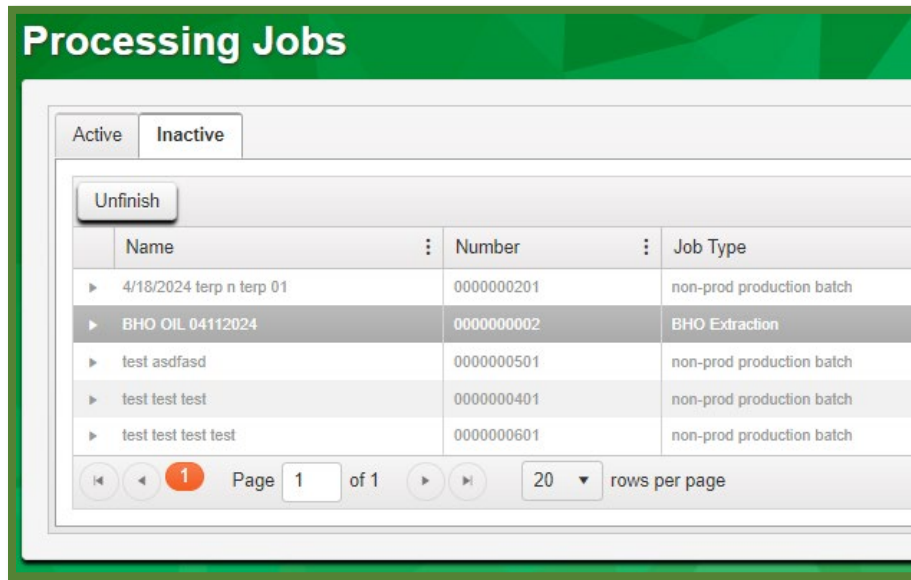 Processing Jobs
Active Inactive
Unfinish
Name Number Job Type
4/18/2024 terp n terp 01 0000000201 non-prod production batch
BHO OIL 04112024 0000000002 BHO Extraction
test asdfasd 0000000501 non-prod production batch
test test test 0000000401 non-prod production batch
test test test test 0000000601 non-prod production batch
1 Page 1 of 1 20 rows per page